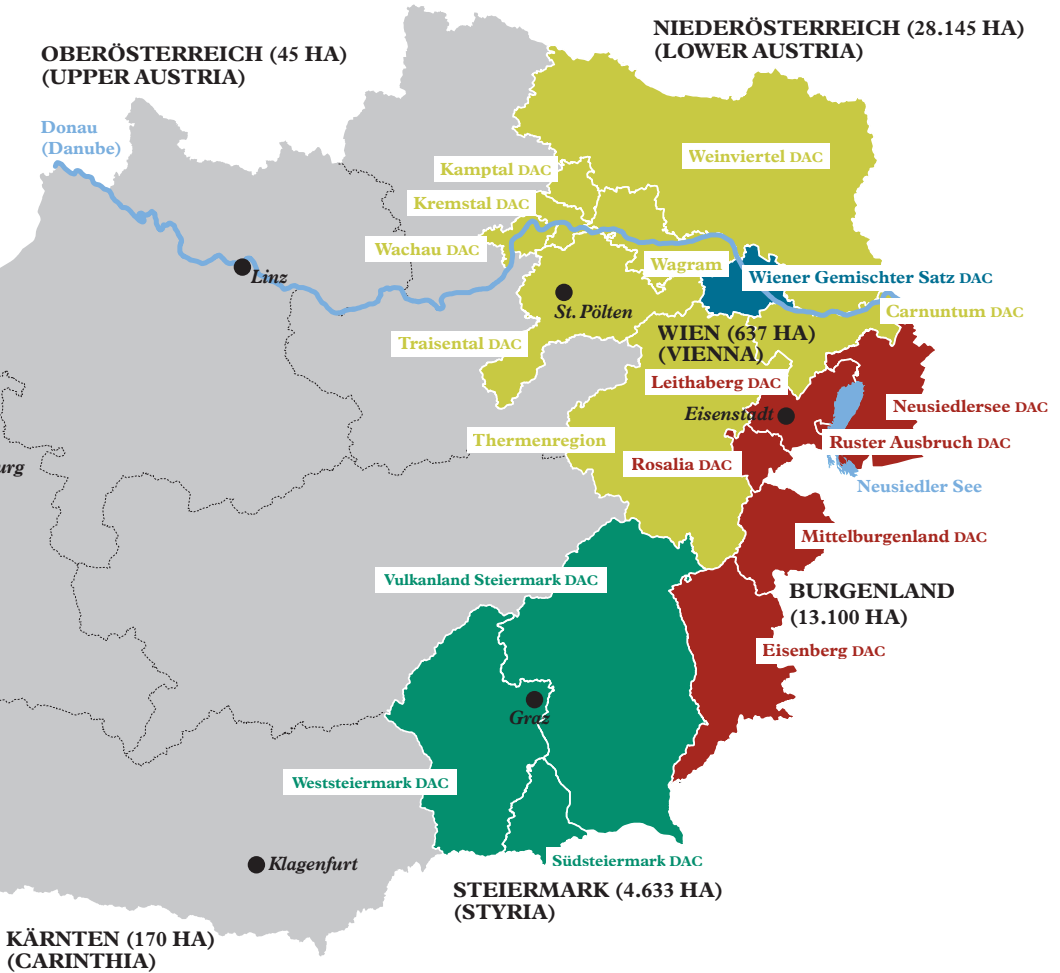 OBERÖSTERREICH (45 HA)
(UPPER AUSTRIA)
NIEDERÖSTERREICH (28.145 HA)
(LOWER AUSTRIA)
Donau
(Danube)
Weinviertel DAC
Kamptal DAC
Kremstal DAC
Wachau DAC
Wagram
Linz
Wiener Gemischter Satz DAC
St. Pölten
Carnuntum DAC
WIEN (637 HA)
(VIENNA)
Traisental DAC
Leithaberg DAC
Eisenstadt
Neusiedlersee DAC
Thermenregion
Ruster Ausbruch DAC
Rosalia DAC
urg
Neusiedler See
Mittelburgenland DAC
Vulkanland Steiermark DAC
BURGENLAND
(13.100 HA)
Eisenberg DAC
Graz
Weststeiermark DAC
Südsteiermark DAC
Klagenfurt
STEIERMARK (4.633 HA)
(STYRIA)
KÄRNTEN (170 HA)
(CARINTHIA)